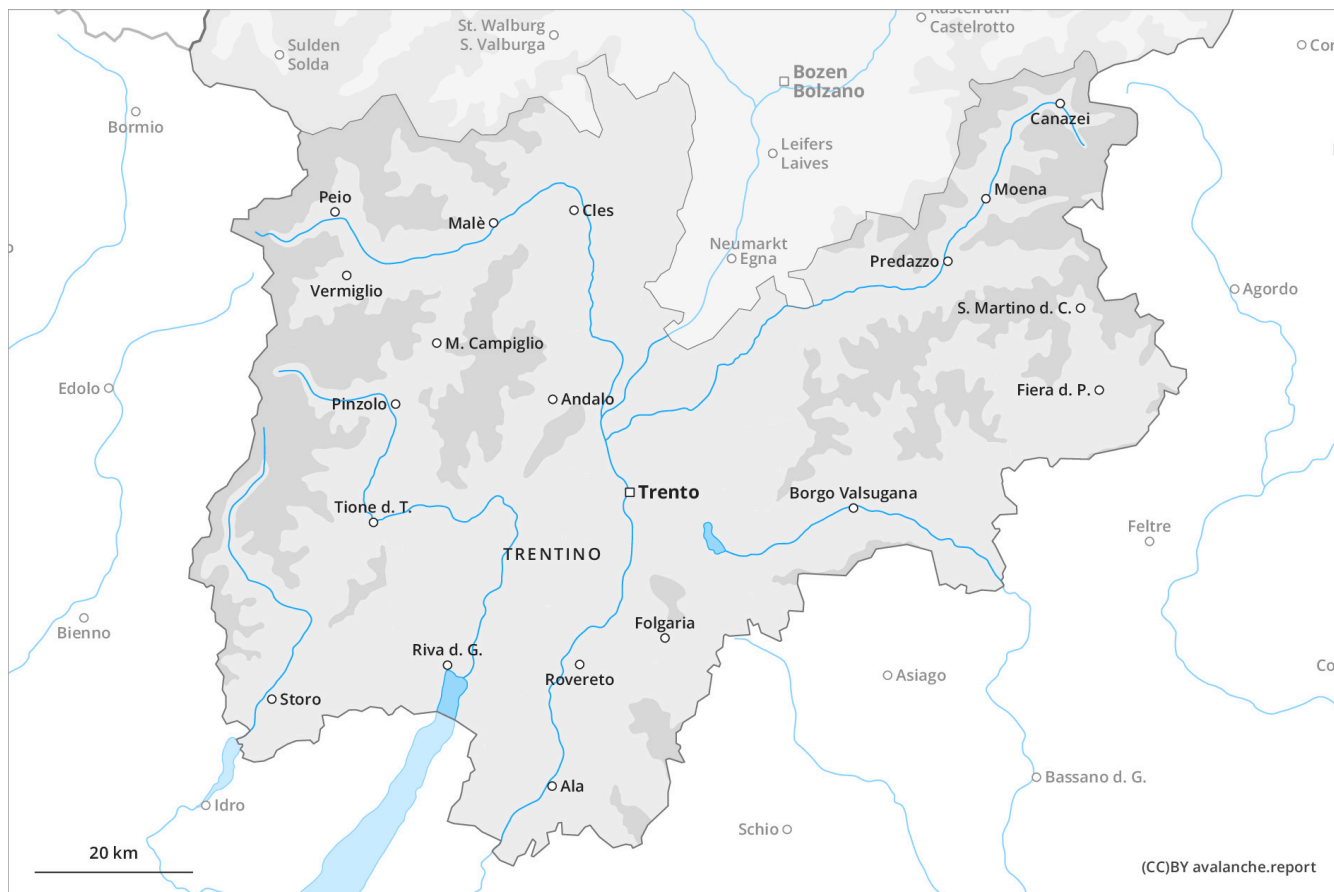 Kastelruth
Castelrotto
St. Walburg
S. Valburga
Sulden
Solda
Cor
Bozen
Bolzano
Bormio
Canazei
Leifers
Laives
Peio
Malè
Cles
Moena
Neumarkt
Egna
Predazzo
Vermiglio
Agordo
S. Martino d. C.
M. Campiglio
Edolo
Andalo
Fiera d. P.
Pinzolo
Trento
Borgo Valsugana
Tione d. T.
Feltre
TRENTINO
Bienno
Folgaria
Riva d. G.
Rovereto
Asiago
Co
Storo
Ala
Bassano d. G.
Idro
Schio
20 km
(CC)BY avalanche.report